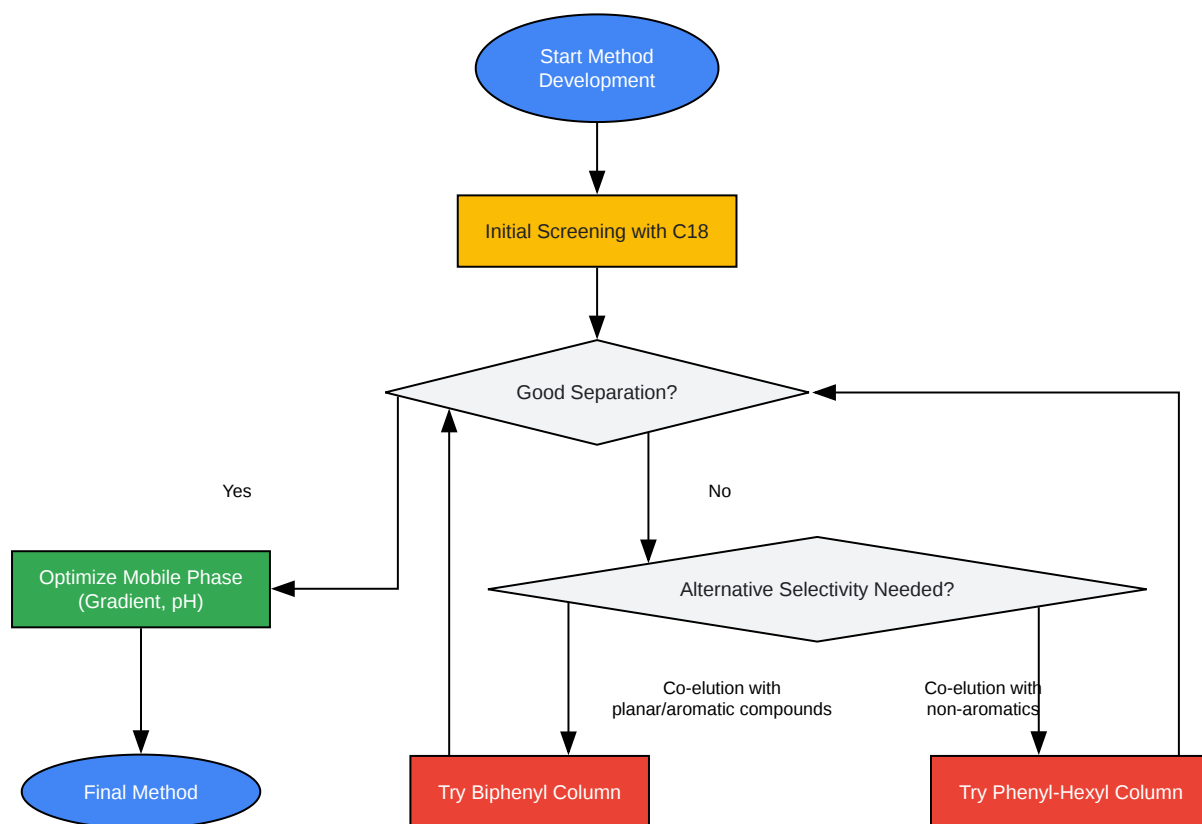 Start Method
Development
Initial Screening with C18
Good Separation?
Yes
No
Optimize Mobile Phase
(Gradient, pH)
Alternative Selectivity Needed?
Co-elution with
planar/aromatic compounds
Co-elution with
non-aromatics
Final Method
Try Biphenyl Column
Try Phenyl-Hexyl Column